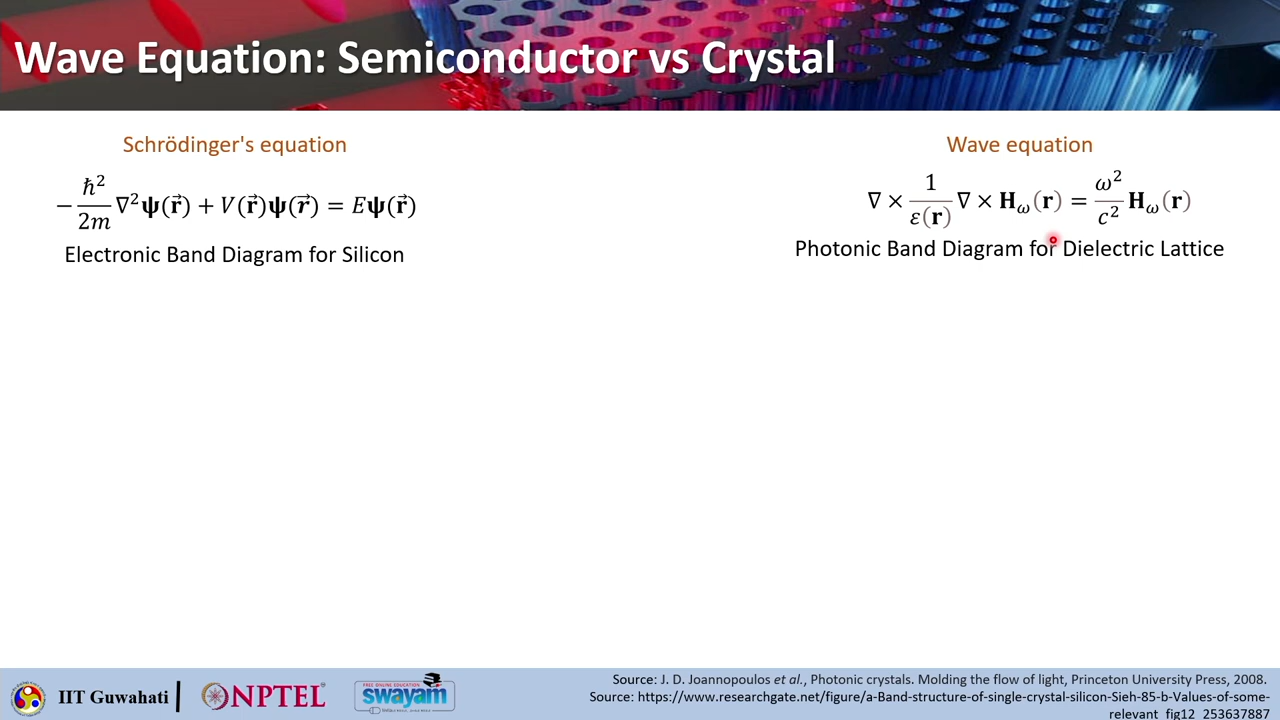 Wave Equation: Semiconductor vs Crystal
Schrödinger's equation
−ħ²/2m ∇²ψ(r⃗) + V(r⃗)ψ(r⃗) = Eψ(r⃗)
Electronic Band Diagram for Silicon
Wave equation
∇ × 1/ε(r) ∇ × H_ω(r) = ω²/c² H_ω(r)
Photonic Band Diagram for Dielectric Lattice
IIT Guwahati
NPTEL
FREE ONLINE EDUCATION
swayam
Source: J. D. Joannopoulos et al., Photonic crystals. Molding the flow of light, Princeton University Press, 2008.
Source: https://www.researchgate.net/figure/a-Band-structure-of-single-crystal-silicon-Sieh-85-b-Values-of-some-
relevant_fig12_253637887